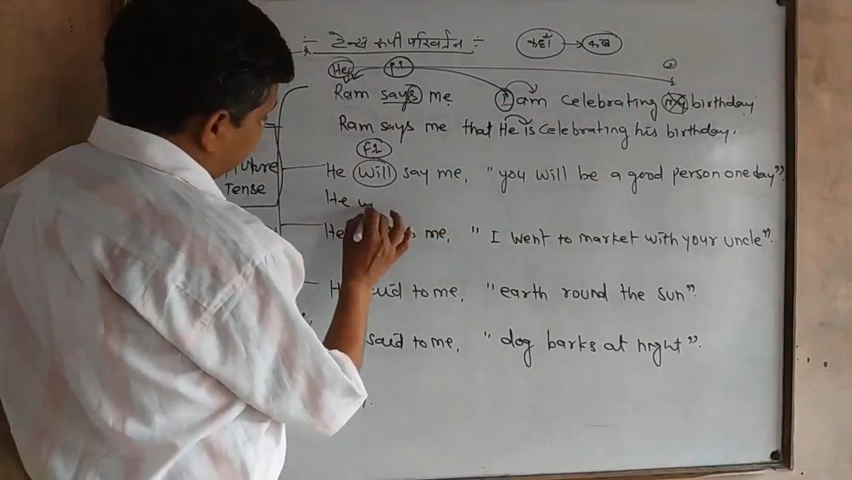 ÷ टेन्स रूपी परिवर्तन ÷ कहाँ → कब
He F1
Ram says me. I am celebrating my birthday
Ram says me that He is celebrating his birthday.
F1
Future He will say me, "you will be a good person one day".
Tense He w
He me, "I went to market with your uncle".
said to me, "earth round the sun".
said to me, "dog barks at night".